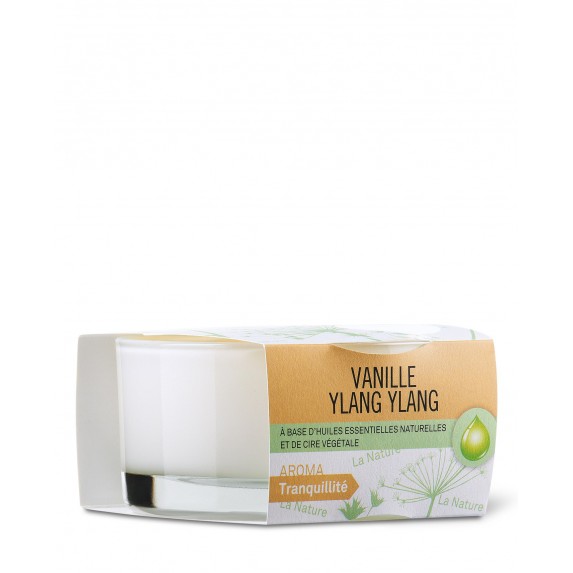 VANILLE
YLANG YLANG
À BASE D'HUILES ESSENTIELLES NATURELLES
ET DE CIRE VÉGÉTALE
La Nature
AROMA
Tranquillité
La Nature
La Nature